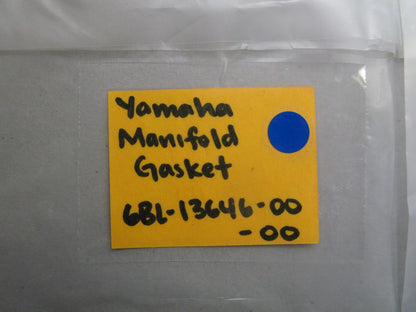 Yamaha
Manifold
Gasket
6BL-13646-00
-00